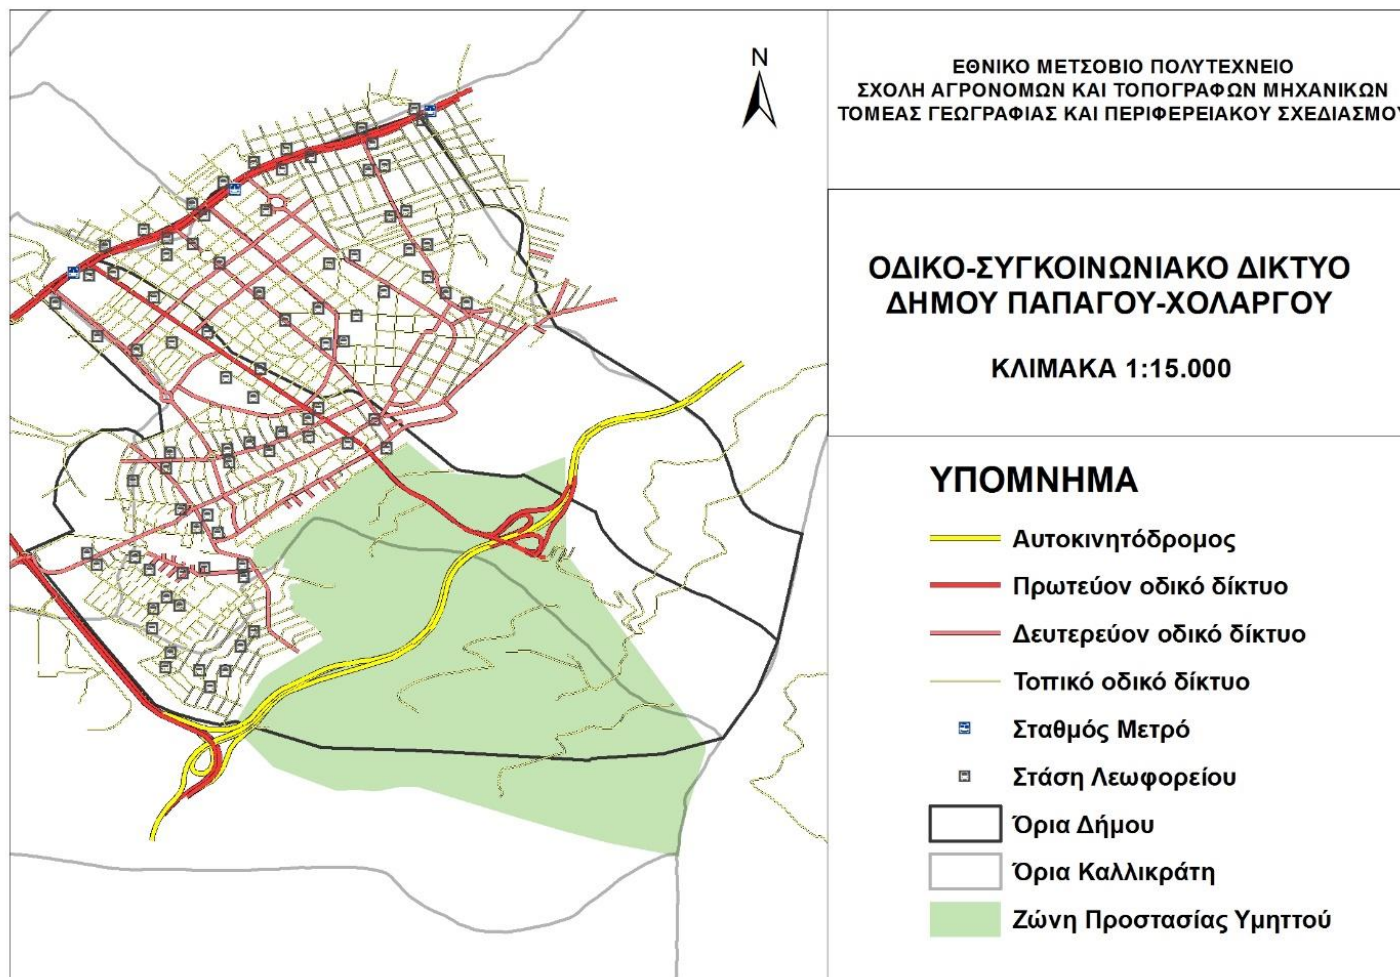 N
ΕΘΝΙΚΟ ΜΕΤΣΟΒΙΟ ΠΟΛΥΤΕΧΝΕΙΟ
ΣΧΟΛΗ ΑΓΡΟΝΟΜΩΝ ΚΑΙ ΤΟΠΟΓΡΑΦΩΝ ΜΗΧΑΝΙΚΩΝ
ΤΟΜΕΑΣ ΓΕΩΓΡΑΦΙΑΣ ΚΑΙ ΠΕΡΙΦΕΡΕΙΑΚΟΥ ΣΧΕΔΙΑΣΜΟΥ
ΟΔΙΚΟ-ΣΥΓΚΟΙΝΩΝΙΑΚΟ ΔΙΚΤΥΟ
ΔΗΜΟΥ ΠΑΠΑΓΟΥ-ΧΟΛΑΡΓΟΥ
ΚΛΙΜΑΚΑ 1:15.000
ΥΠΟΜΝΗΜΑ
Αυτοκινητόδρομος
Πρωτεύον οδικό δίκτυο
Δευτερεύον οδικό δίκτυο
Τοπικό οδικό δίκτυο
Σταθμός Μετρό
Στάση Λεωφορείου
Όρια Δήμου
Όρια Καλλικράτη
Ζώνη Προστασίας Υμηττού